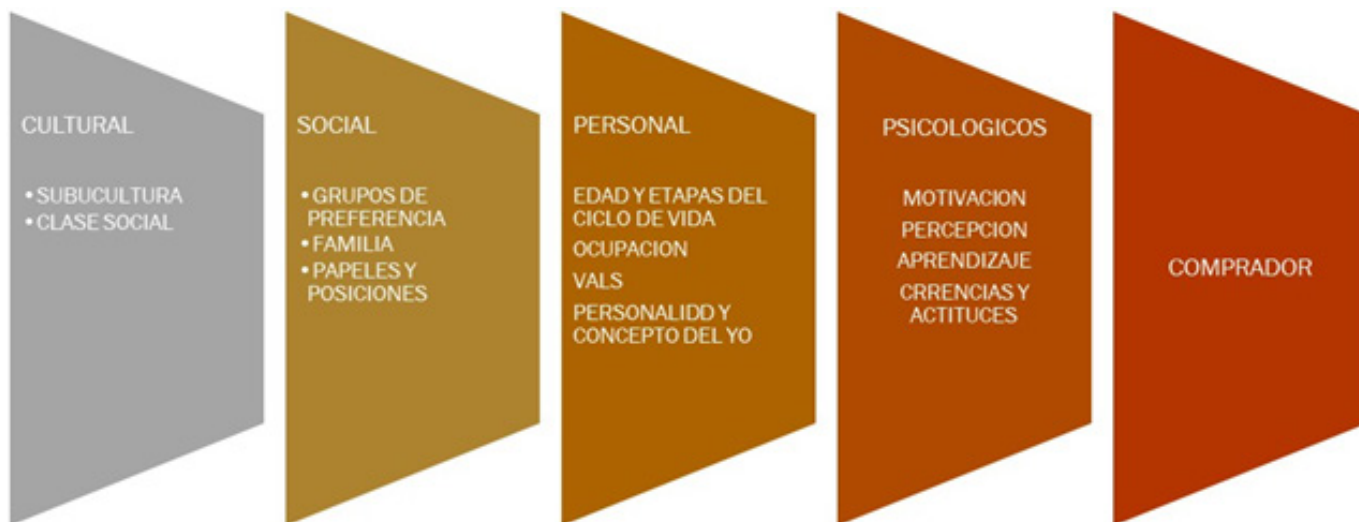 CULTURAL
• SUBUCULTURA
• CLASE SOCIAL
SOCIAL
• GRUPOS DE
PREFERENCIA
• FAMILIA
• PAPELES Y
POSICIONES
PERSONAL
EDAD Y ETAPAS DEL
CICLO DE VIDA
OCUPACION
VALS
PERSONALIDD Y
CONCEPTO DEL YO
PSICOLOGICOS
MOTIVACION
PERCEPCION
APRENDIZAJE
CRRENCIAS Y
ACTITUCES
COMPRADOR